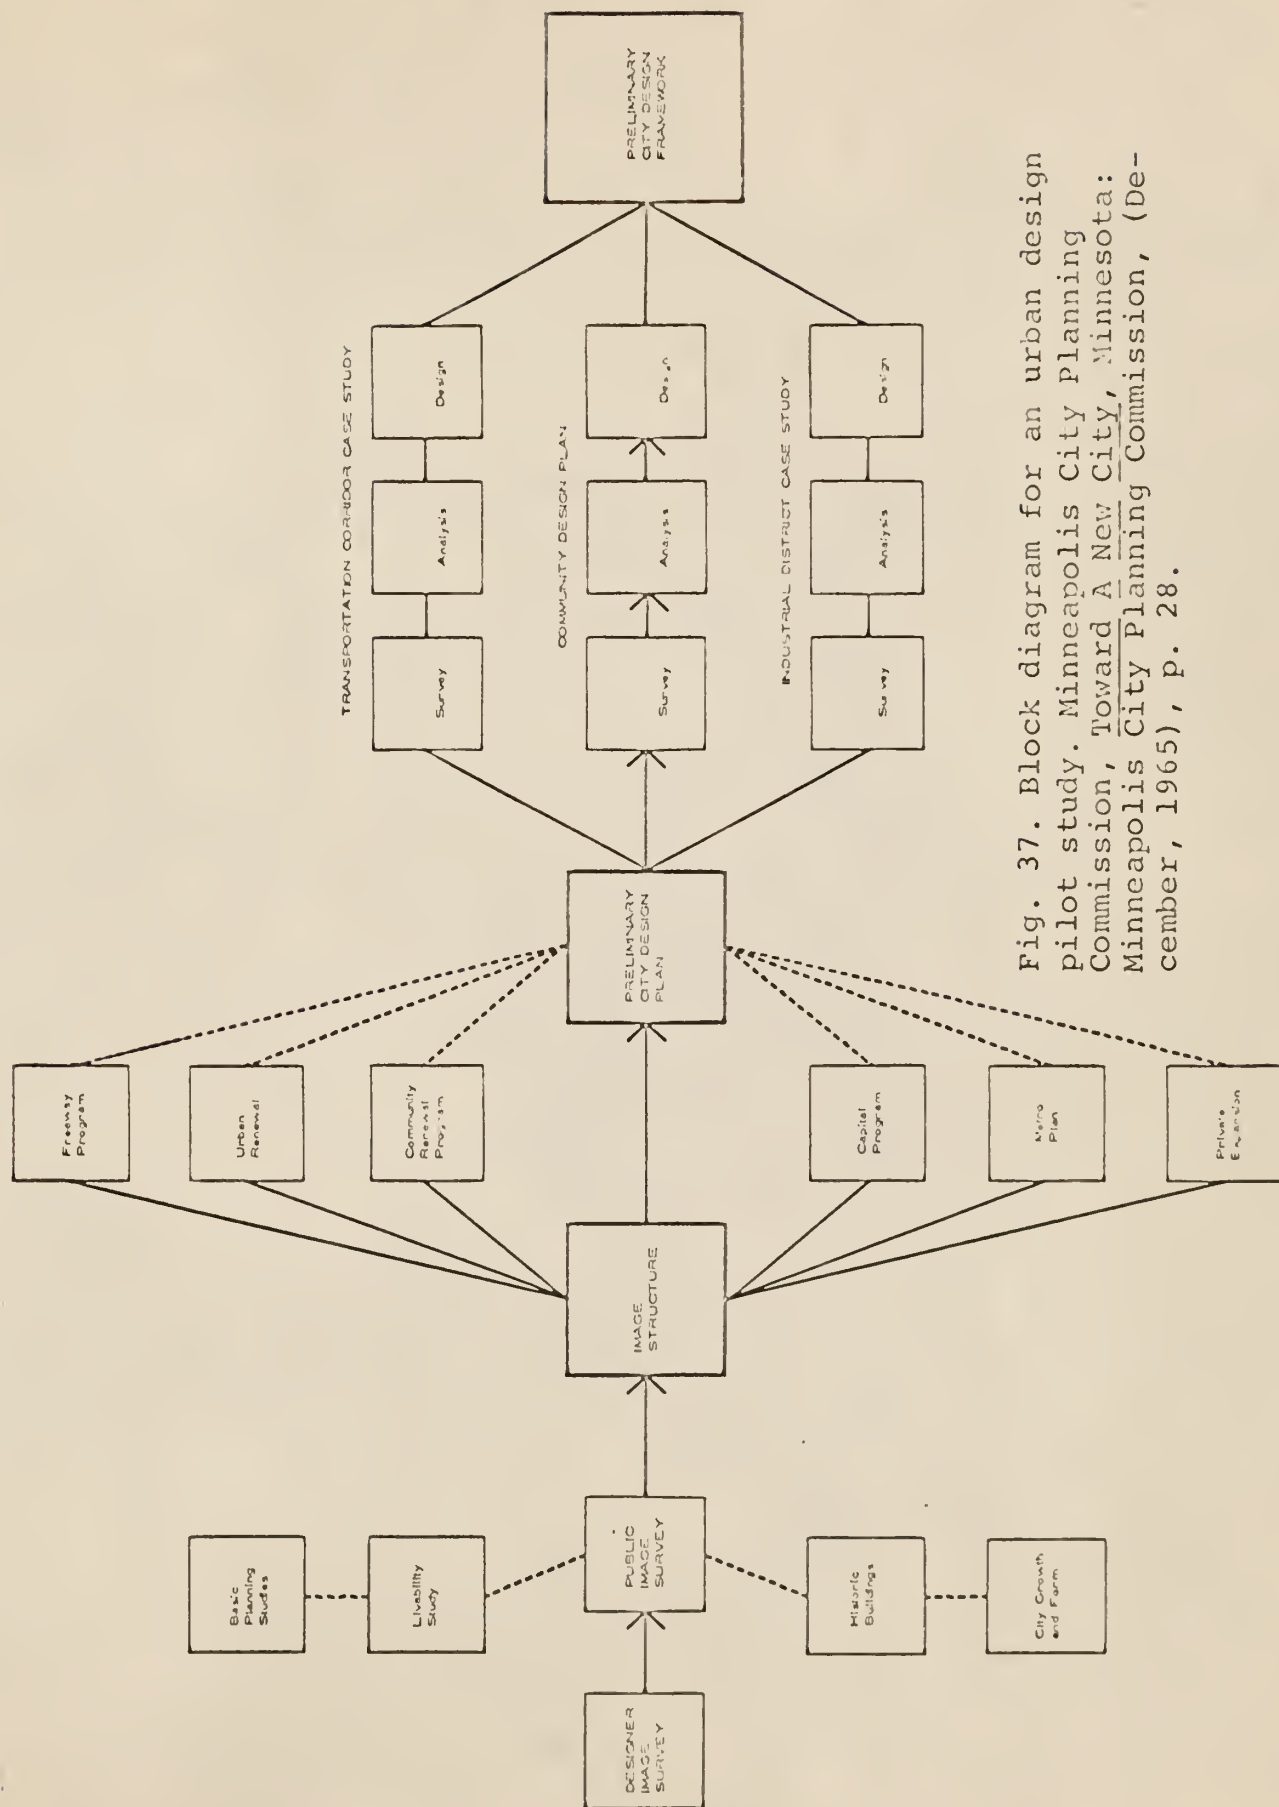 DESIGNER
IMAGE
SURVEY
Basic
Planning
Studies
Livability
Study
PUBLIC
IMAGE
SURVEY
Historic
Buildings
City Growth
and Form
IMAGE
STRUCTURE
Freeway
Program
Urban
Renewal
Community
Renewal
Program
Capital
Program
Metro
Plan
Private
Expansion
PRELIMINARY
CITY DESIGN
PLAN
TRANSPORTATION CORRIDOR CASE STUDY
Survey
Analysis
Design
COMMUNITY DESIGN PLAN
Survey
Analysis
Design
INDUSTRIAL DISTRICT CASE STUDY
Survey
Analysis
Design
PRELIMINARY
CITY DESIGN
FRAMEWORK
Fig. 37. Block diagram for an urban design
pilot study. Minneapolis City Planning
Commission, Toward A New City, Minnesota:
Minneapolis City Planning Commission, (De-
cember, 1965), p. 28.